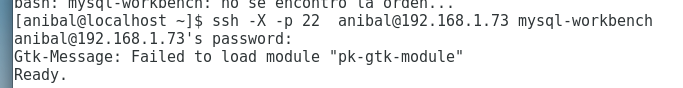 bash: mysql-workbench: no se encontró la orden...
[anibal@localhost ~]$ ssh -X -p 22  anibal@192.168.1.73 mysql-workbench
anibal@192.168.1.73's password:
Gtk-Message: Failed to load module "pk-gtk-module"
Ready.